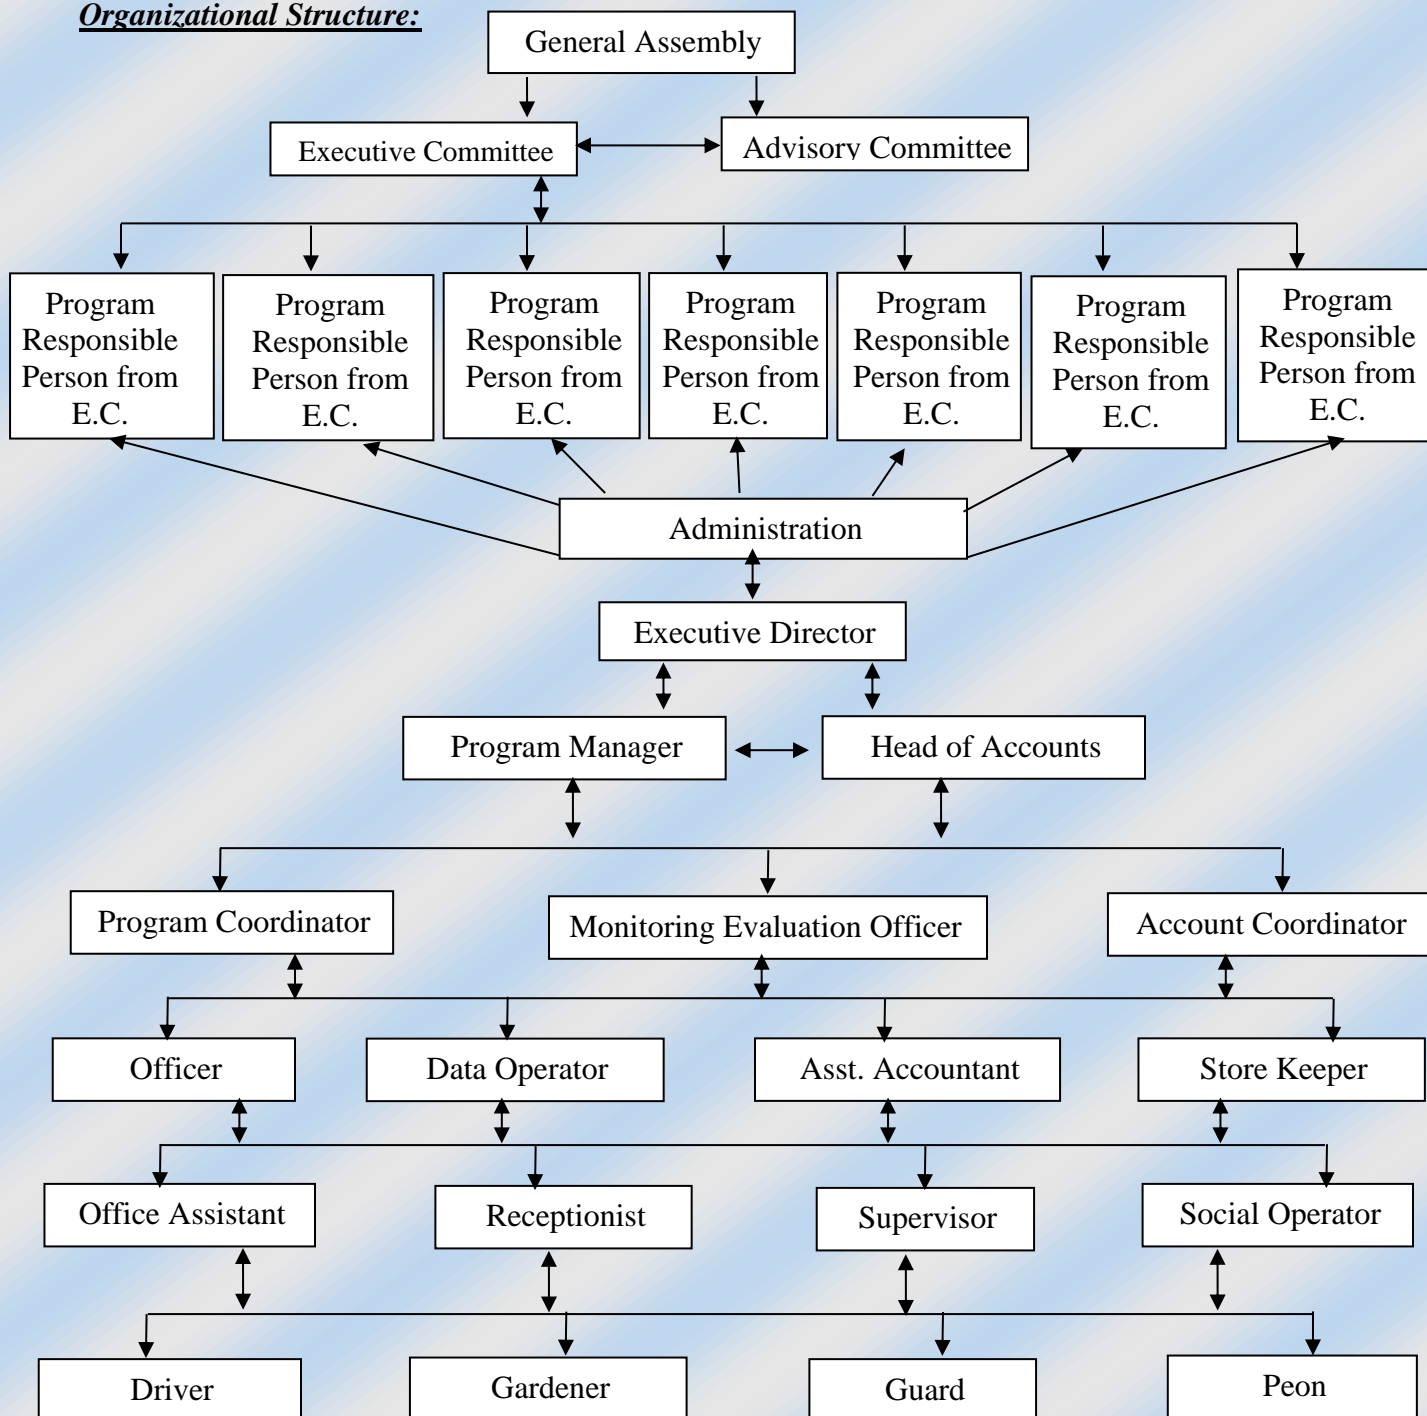 Organizational Structure:
General Assembly
Executive Committee
Advisory Committee
Program
Responsible
Person from
E.C.
Program
Responsible
Person from
E.C.
Program
Responsible
Person from
E.C.
Program
Responsible
Person from
E.C.
Program
Responsible
Person from
E.C.
Program
Responsible
Person from
E.C.
Program
Responsible
Person from
E.C.
Administration
Executive Director
Program Manager
Head of Accounts
Program Coordinator
Monitoring Evaluation Officer
Account Coordinator
Officer
Data Operator
Asst. Accountant
Store Keeper
Office Assistant
Receptionist
Supervisor
Social Operator
Driver
Gardener
Guard
Peon